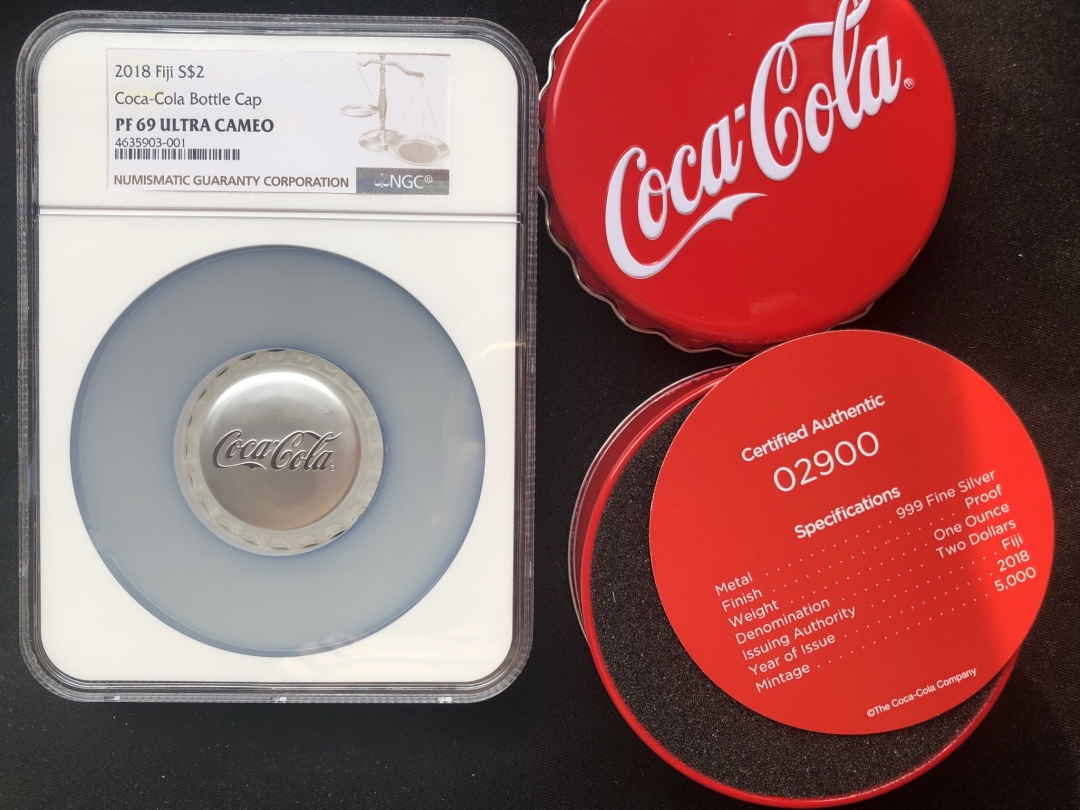 2018 Fiji S$2
Coca-Cola Bottle Cap
PF 69 ULTRA CAMEO
4635903-001
NUMISMATIC GUARANTY CORPORATION
NGC®
Coca-Cola
Coca-Cola®
Certified Authentic
02900
Specifications
Metal . . . . . . . . . . . . 999 Fine Silver
Finish . . . . . . . . . . . . Proof
Weight . . . . . . . . . . . . One Ounce
Denomination . . . . . . . . . . . . Two Dollars
Issuing Authority . . . . . . . . . . . . Fiji
Year of Issue . . . . . . . . . . . . 2018
Mintage . . . . . . . . . . . . 5,000
©The Coca-Cola Company